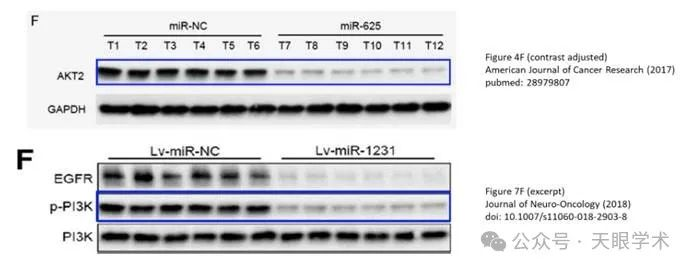 F
miR-NC miR-625
T1 T2 T3 T4 T5 T6 T7 T8 T9 T10 T11 T12
AKT2
GAPDH
Figure 4F (contrast adjusted)
American Journal of Cancer Research (2017)
pubmed: 28979807
F
Lv-miR-NC Lv-miR-1231
EGFR
p-PI3K
PI3K
Figure 7F (excerpt)
Journal of Neuro-Oncology (2018)
doi: 10.1007/s11060-018-2903-8
公众号・天眼学术